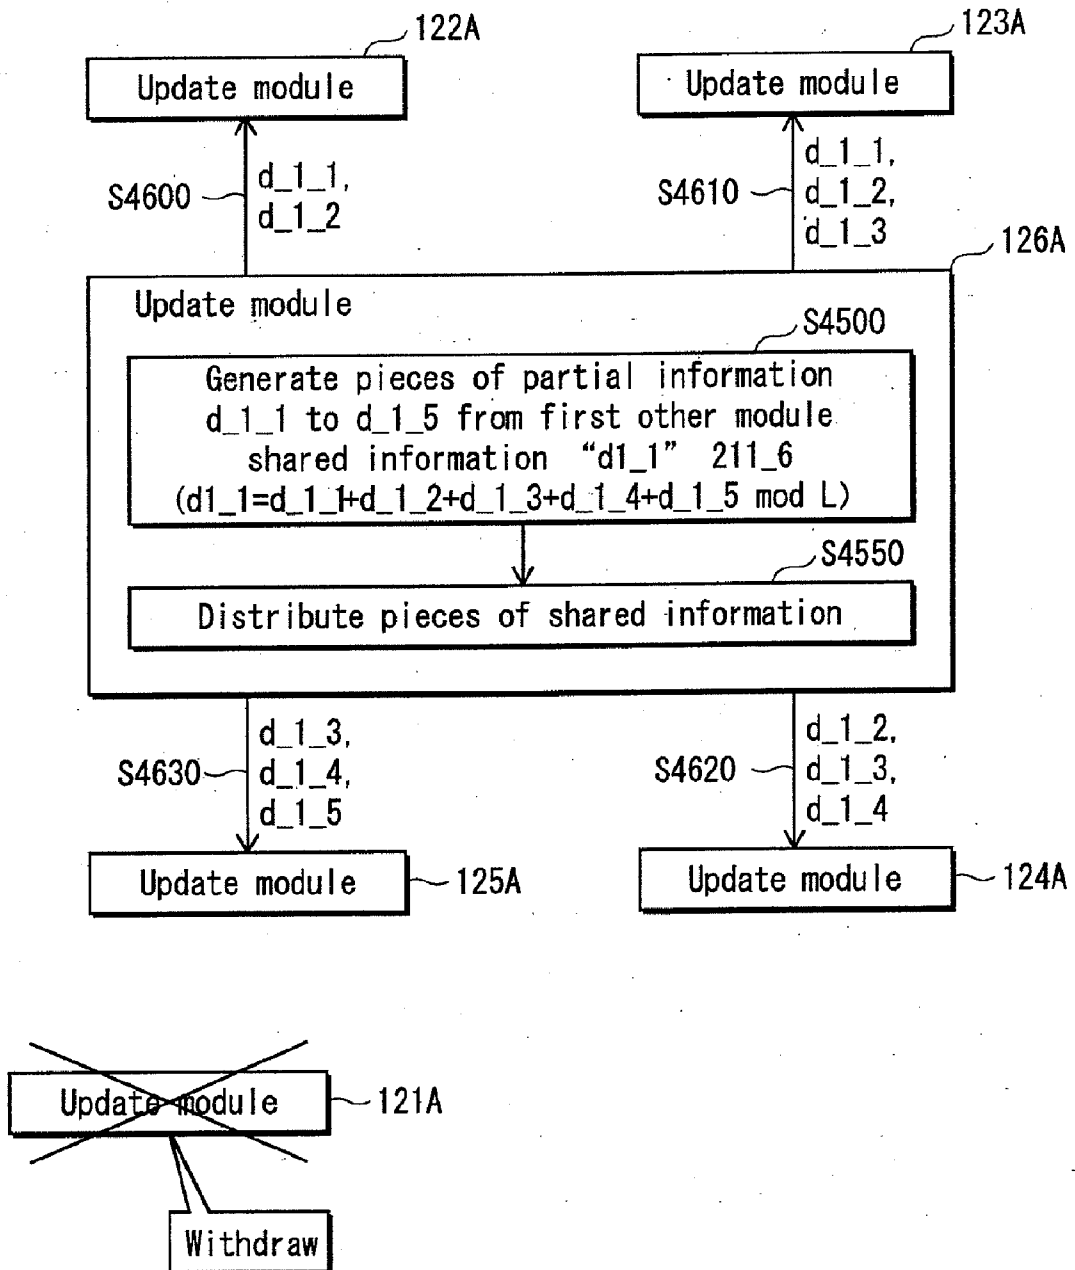 122A
Update module
123A
Update module
S4600
d_1_1,
d_1_2
S4610
d_1_1,
d_1_2,
d_1_3
126A
Update module
S4500
Generate pieces of partial information
d_1_1 to d_1_5 from first other module
shared information “d1_1” 211_6
(d1_1=d_1_1+d_1_2+d_1_3+d_1_4+d_1_5 mod L)
S4550
Distribute pieces of shared information
S4630
d_1_3,
d_1_4,
d_1_5
S4620
d_1_2,
d_1_3,
d_1_4
Update module
125A
Update module
124A
Update module
121A
Withdraw